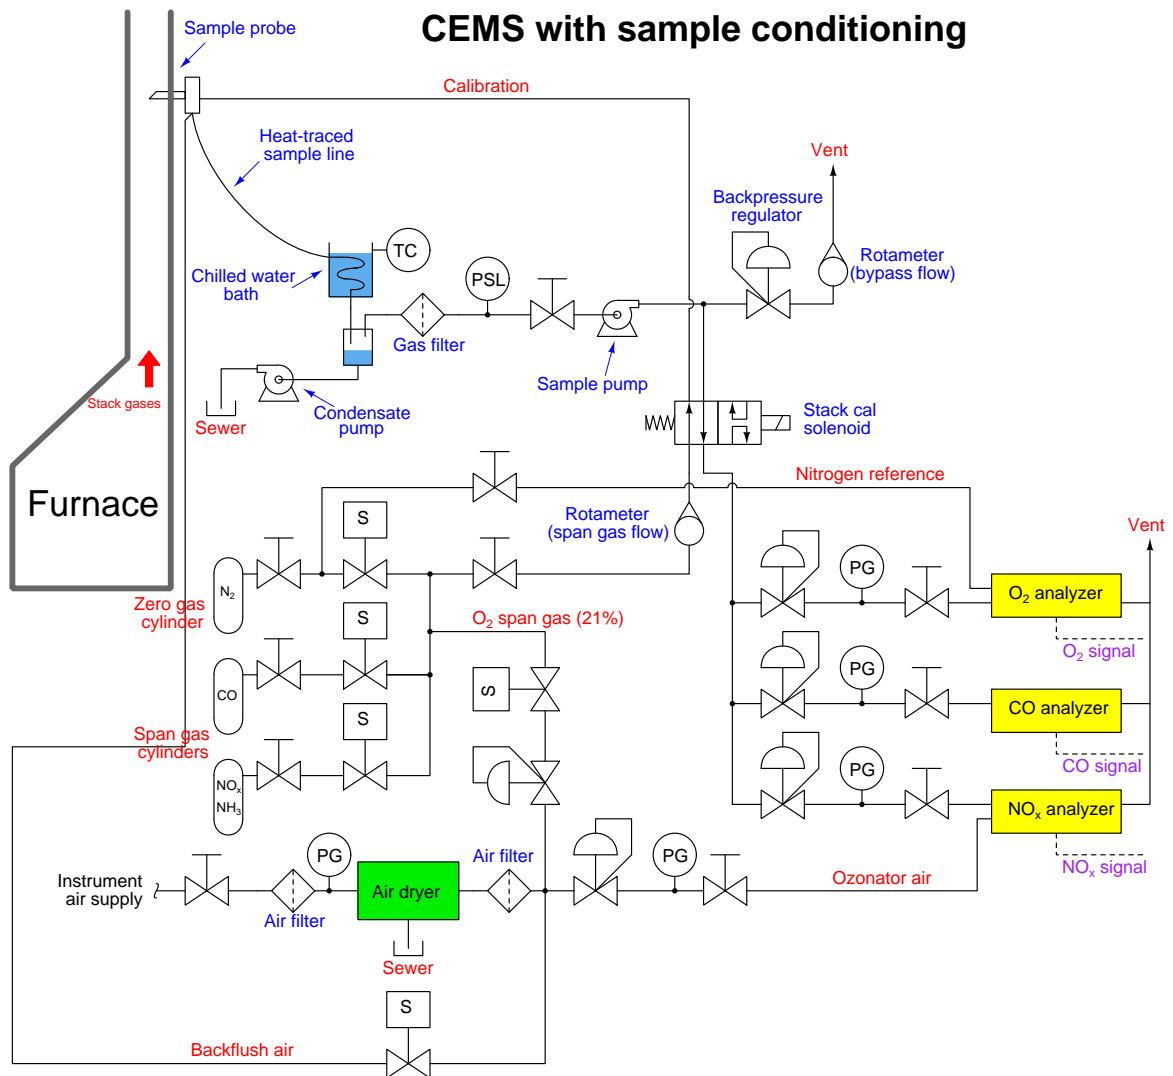 CEMS with sample conditioning
Sample probe
Calibration
Heat-traced
sample line
Vent
Backpressure
regulator
Rotameter
(bypass flow)
TC
PSL
Chilled water
bath
Gas filter
Sample pump
Stack gases
Sewer
Condensate
pump
Stack cal
solenoid
Furnace
Nitrogen reference
Rotameter
(span gas flow)
Vent
S
N₂
Zero gas
cylinder
PG
O₂ analyzer
O₂ signal
S
O₂ span gas (21%)
CO
S
PG
CO analyzer
CO signal
Span gas
cylinders
S
NOₓ
NH₃
PG
NOₓ analyzer
NOₓ signal
Instrument
air supply
Air filter
PG
Air dryer
Air filter
PG
Ozonator air
Sewer
S
Backflush air